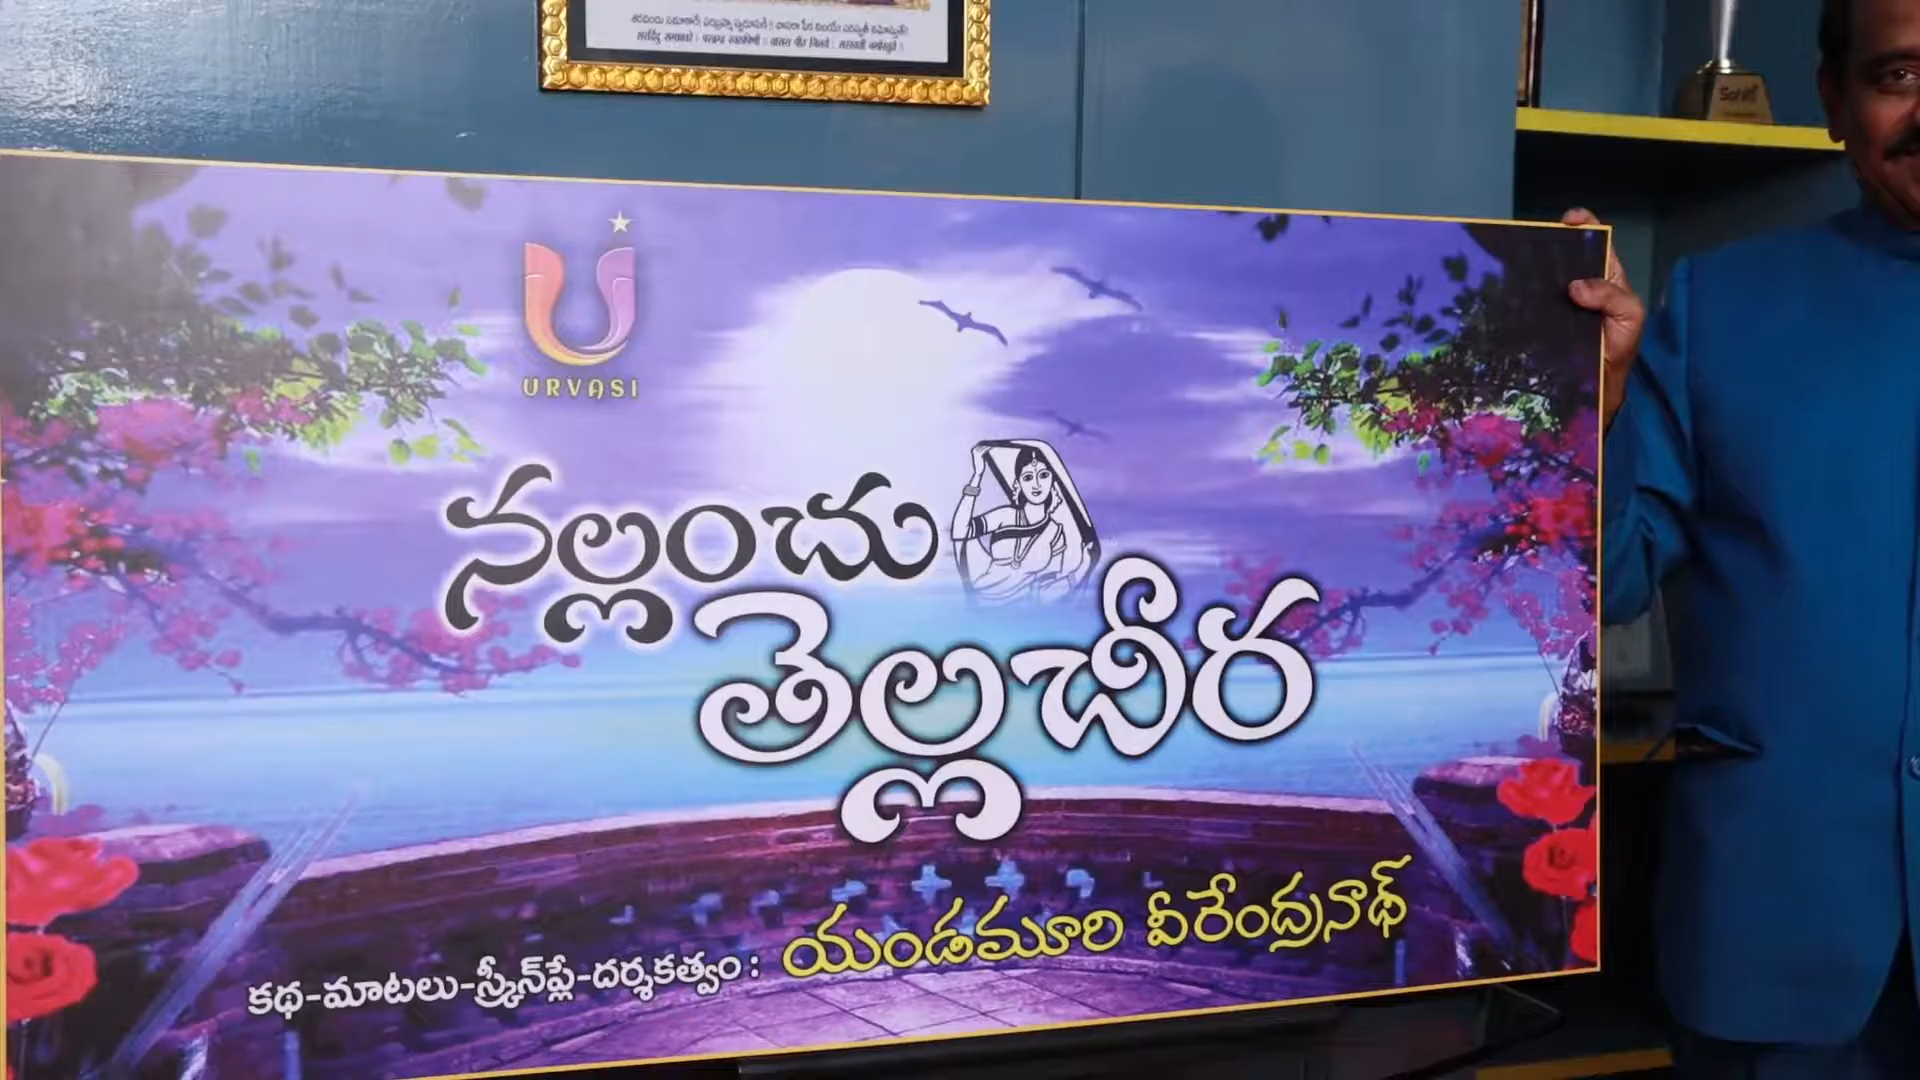 URVASI
నల్లంచు
తెల్లచీర
కథ-మాటలు-స్క్రీన్‌ప్లే-దర్శకత్వం: యండమూరి వీరేంద్రనాథ్